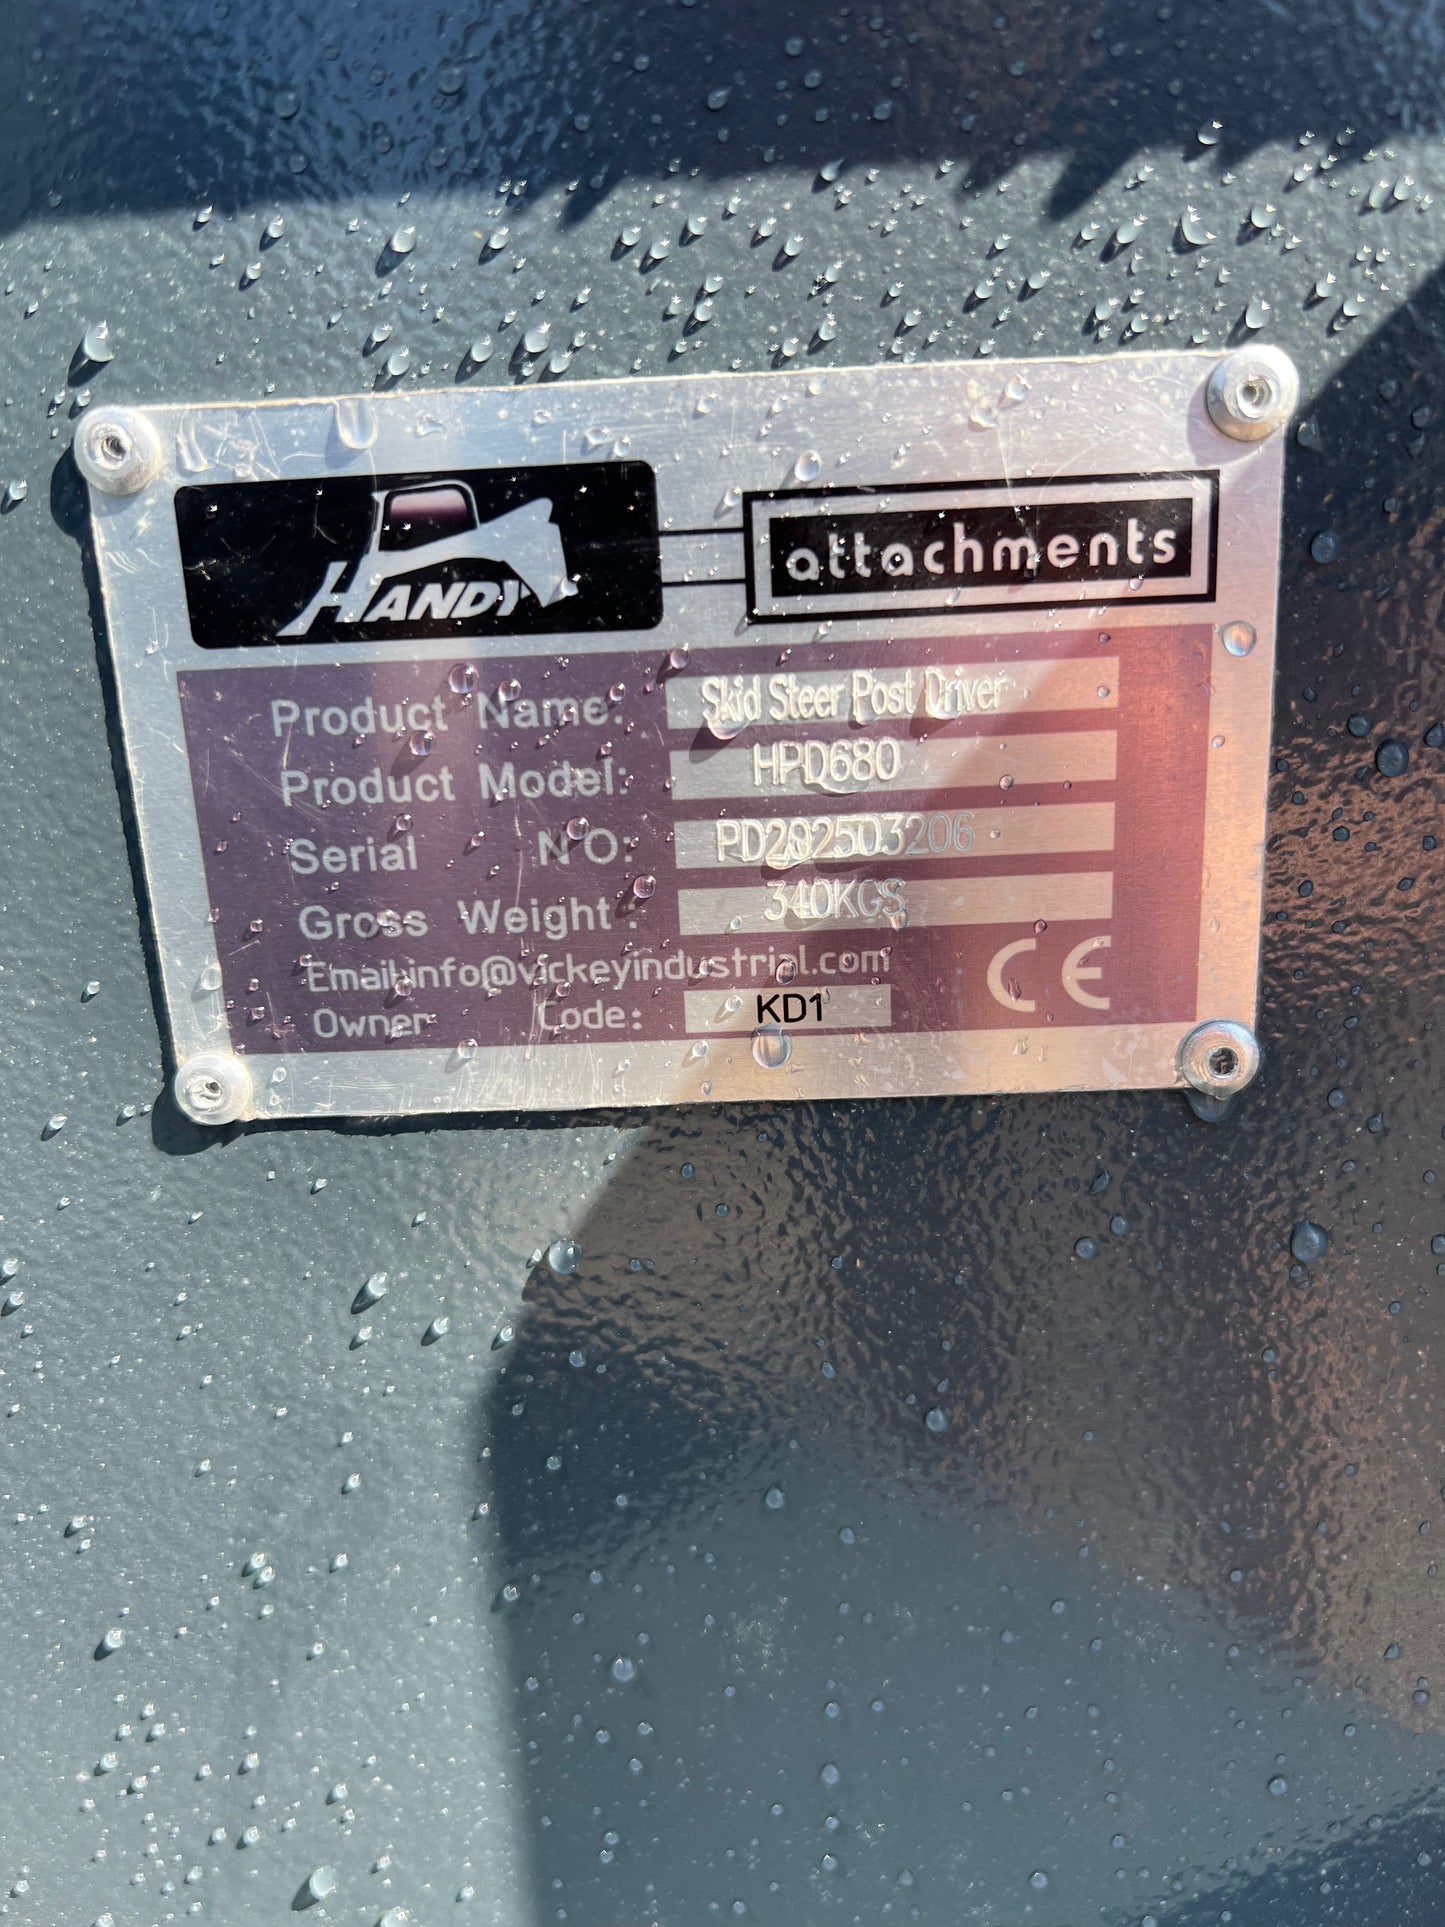 HANDY attachments
Product Name: Skid Steer Post Driver
Product Model: HPD680
Serial NO: PD202503206
Gross Weight: 340KGS
Email:info@vickeyindustrial.com
Owner Code: KD1
CE